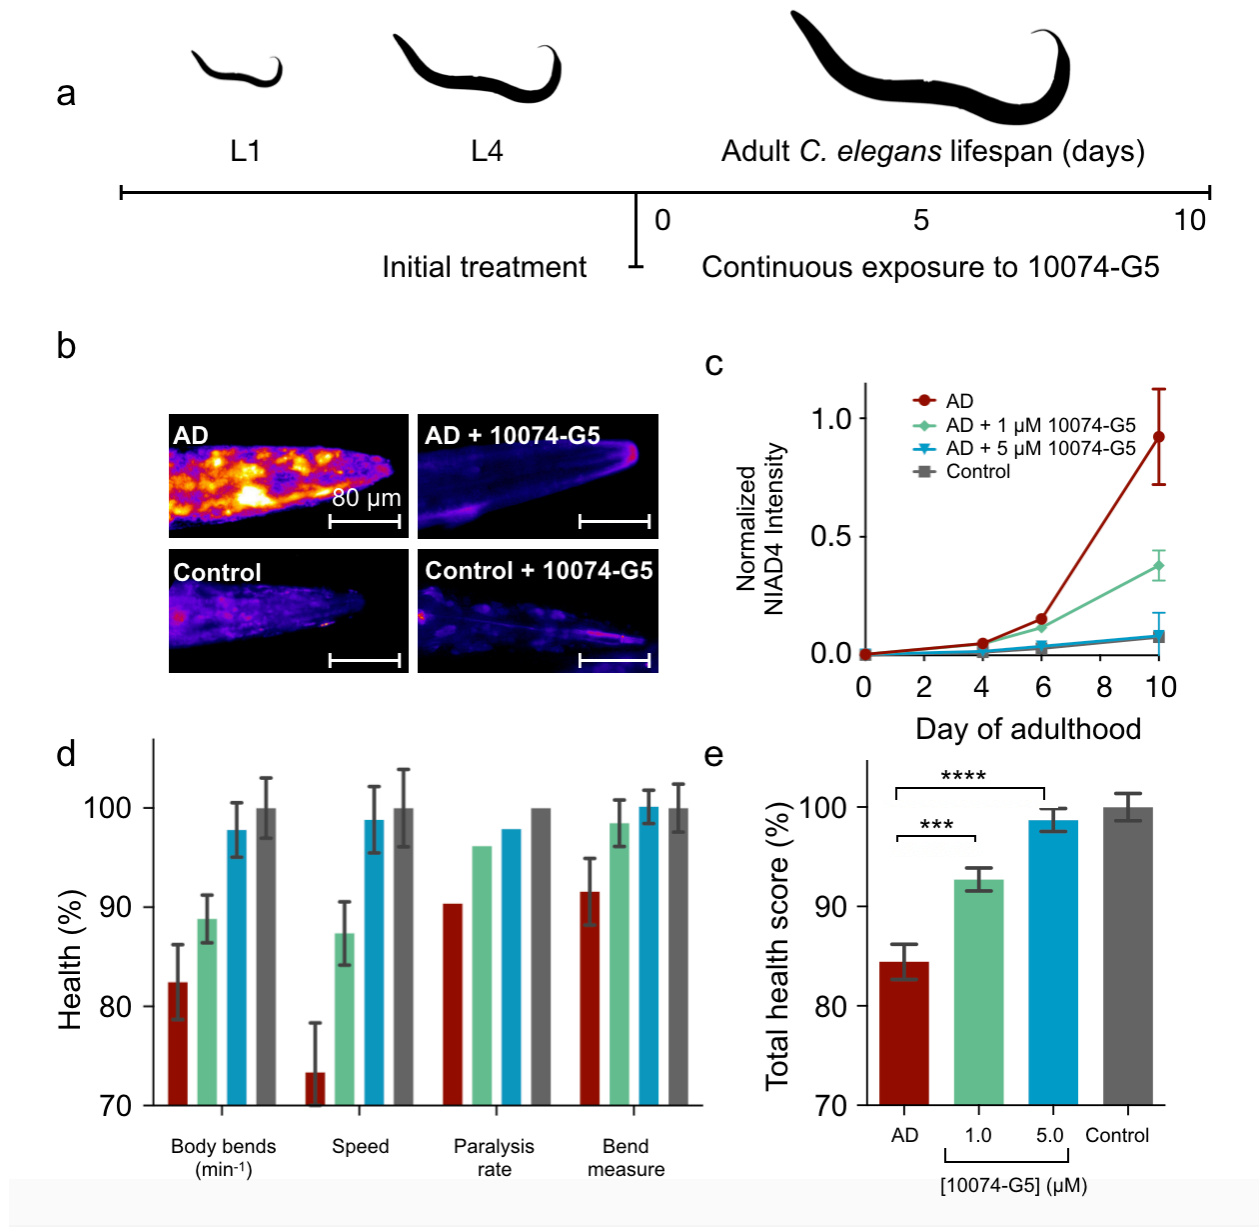 a
L1
L4
Adult C. elegans lifespan (days)
0
5
10
Initial treatment
Continuous exposure to 10074-G5
b
AD
80 µm
AD + 10074-G5
Control
Control + 10074-G5
c
Normalized
NIAD4 Intensity
1.0
0.5
0.0
AD
AD + 1 µM 10074-G5
AD + 5 µM 10074-G5
Control
0
2
4
6
8
10
Day of adulthood
d
Health (%)
100
90
80
70
Body bends
(min-1)
Speed
Paralysis
rate
Bend
measure
e
Total health score (%)
100
90
80
70
****
***
AD
1.0
5.0
Control
[10074-G5] (µM)